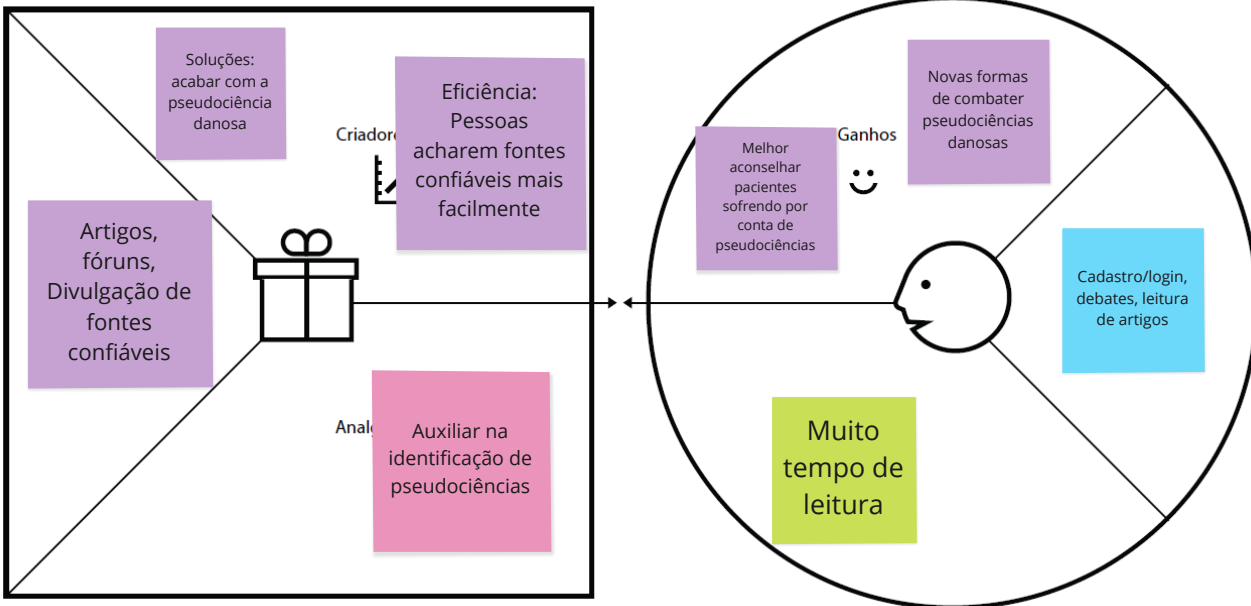 Soluções:
acabar com a
pseudociência
danosa
Criadore
Eficiência:
Pessoas
acharem fontes
confiáveis mais
facilmente
Artigos,
fóruns,
Divulgação de
fontes
confiáveis
Anal
Auxiliar na
identificação de
pseudociências
Ganhos
Melhor
aconselhar
pacientes
sofrendo por
conta de
pseudociências
Novas formas
de combater
pseudociências
danosas
Cadastro/login,
debates, leitura
de artigos
Muito
tempo de
leitura